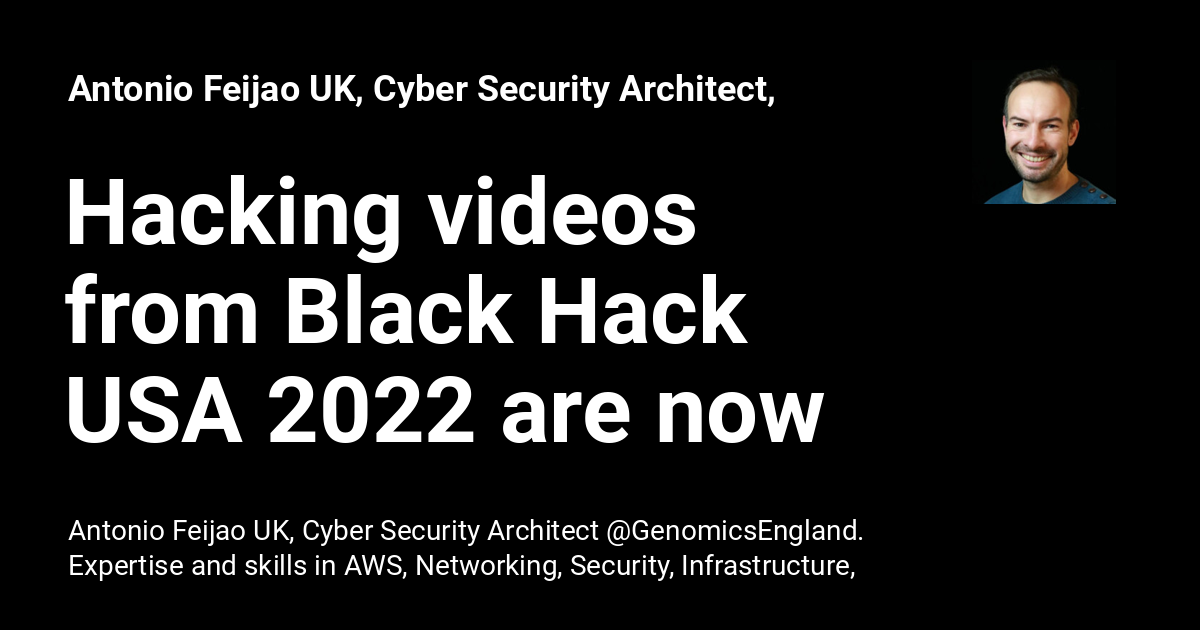 Antonio Feijao UK, Cyber Security Architect,
Hacking videos
from Black Hack
USA 2022 are now
Antonio Feijao UK, Cyber Security Architect @GenomicsEngland.
Expertise and skills in AWS, Networking, Security, Infrastructure,